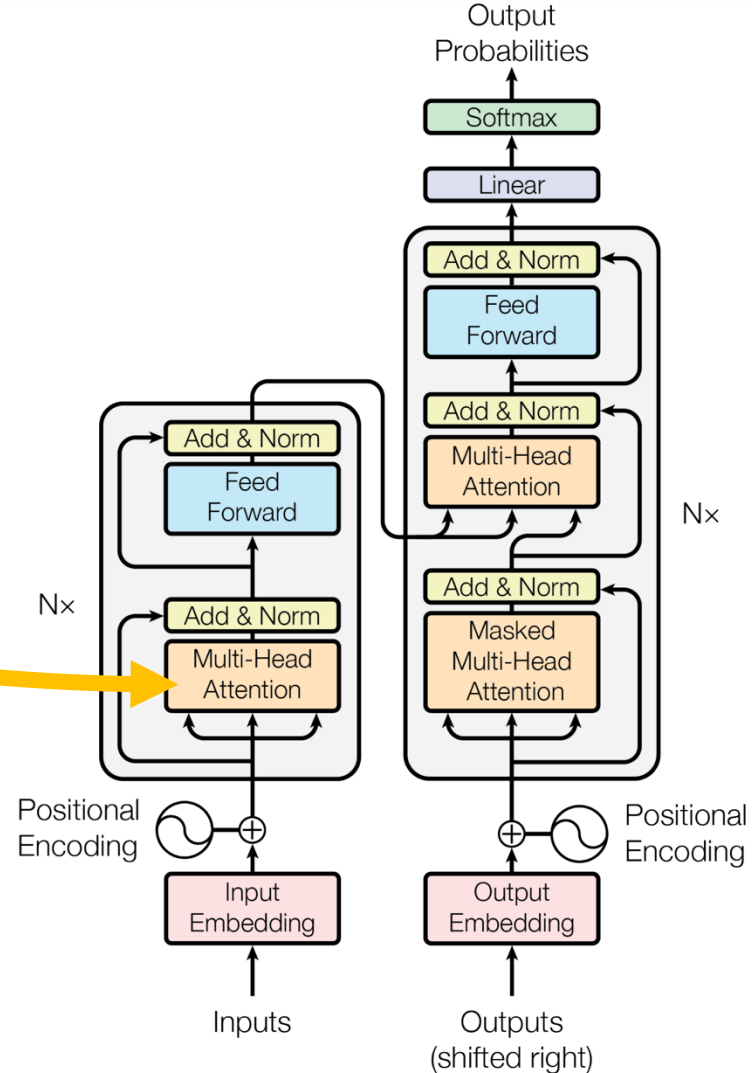 Output
Probabilities
Softmax
Linear
Add & Norm
Feed
Forward
Add & Norm
Multi-Head
Attention
Nx
Add & Norm
Masked
Multi-Head
Attention
Add & Norm
Feed
Forward
Nx
Add & Norm
Multi-Head
Attention
Positional
Encoding
Positional
Encoding
Input
Embedding
Output
Embedding
Inputs
Outputs
(shifted right)